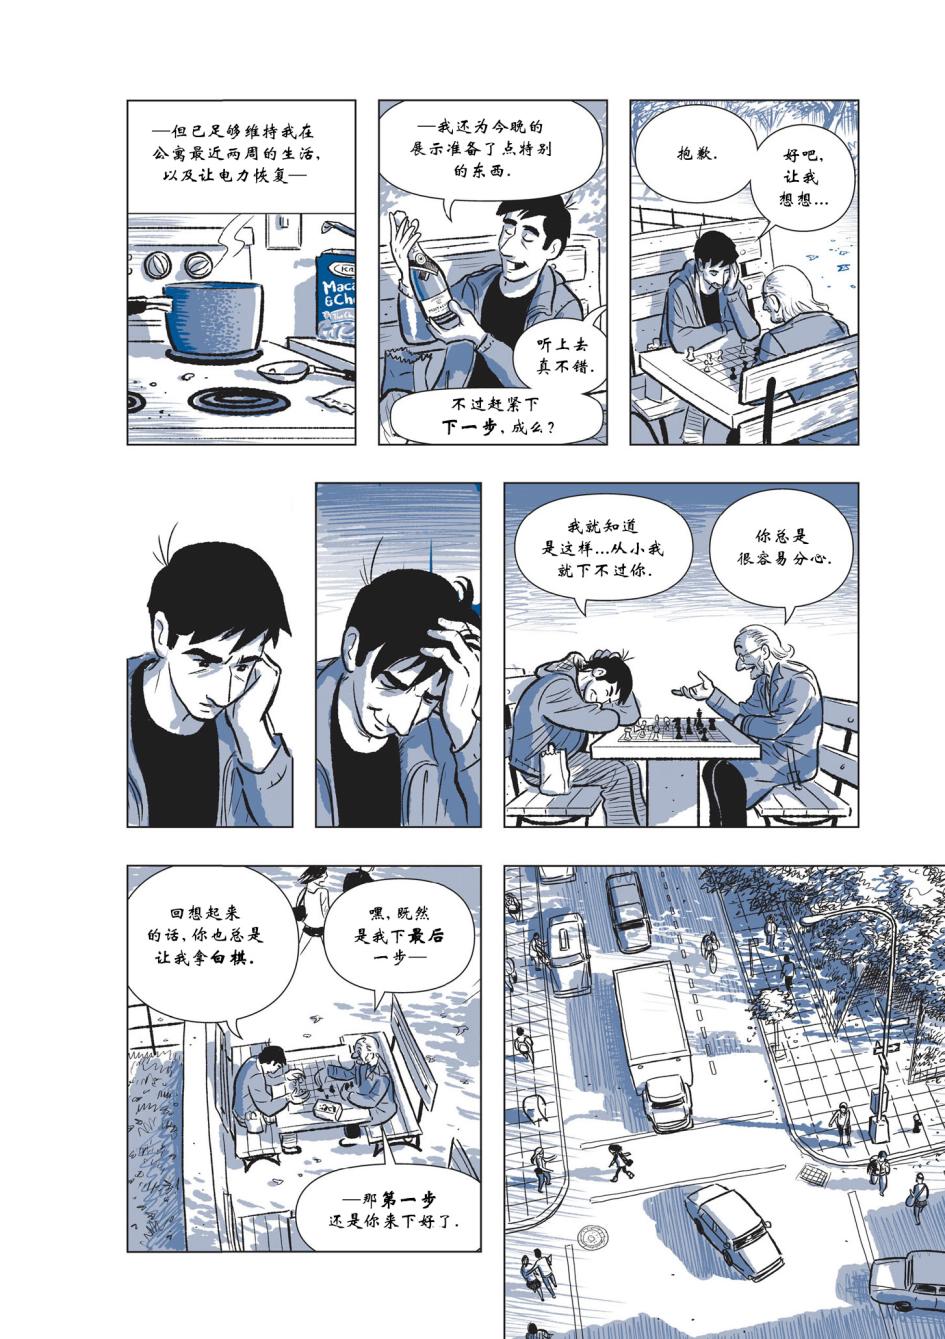 —但已足够维持我在
公寓最近两周的生活，
以及让电力恢复—
Maca
& Che
—我还为今晚的
展示准备了点特别
的东西.
听上去
真不错.
不过赶紧下
下一步，成么?
抱歉.
好吧，
让我
想想...
我就知道
是这样...从小我
就下不过你.
你总是
很容易分心.
回想起来
的话，你也总是
让我拿白棋.
嘿，既然
是我下最后
一步—
—那第一步
还是你来下好了.